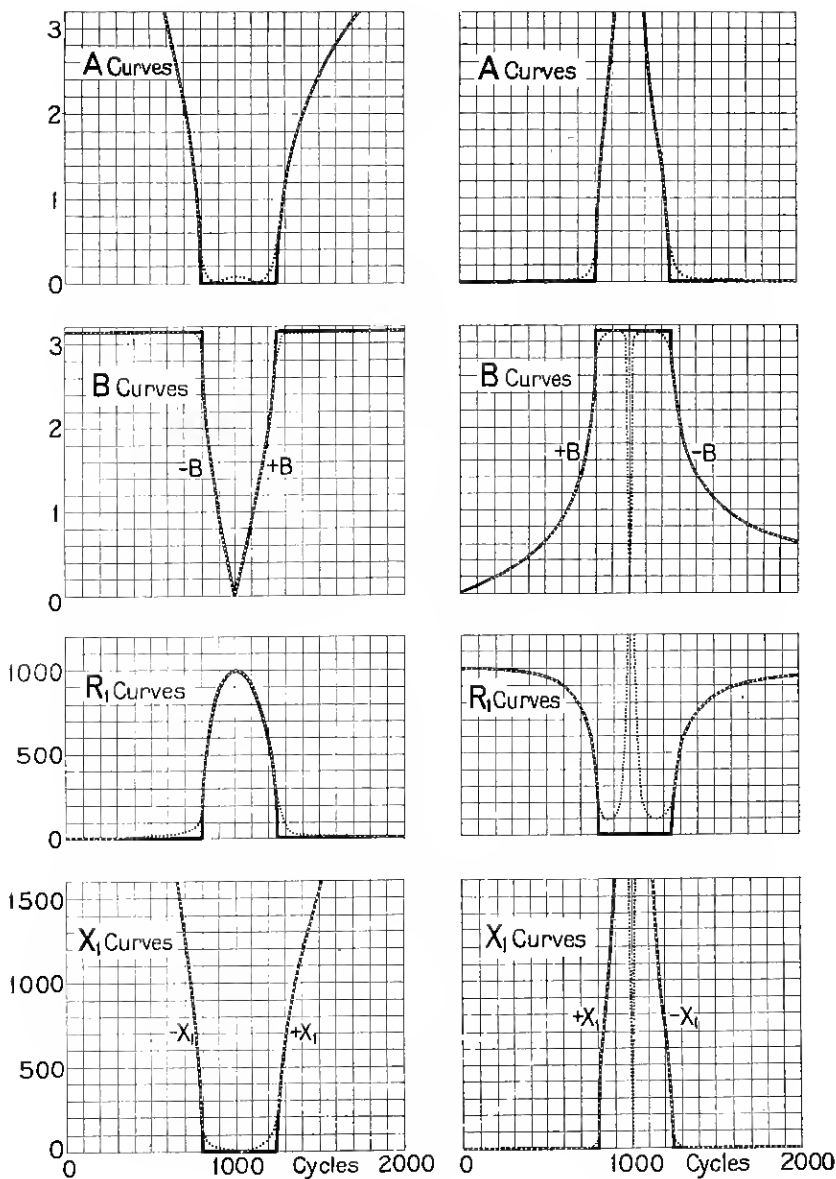 3
A Curves
2
1
0
A Curves
3
B Curves
2
-B
+B
1
0
B Curves
+B
-B
1000
R₁ Curves
500
0
R₁ Curves
1500
X₁ Curves
1000
-X₁
+X₁
500
0
0
1000
Cycles
2000
X₁ Curves
+X₁
-X₁
0
1000
Cycles
2000